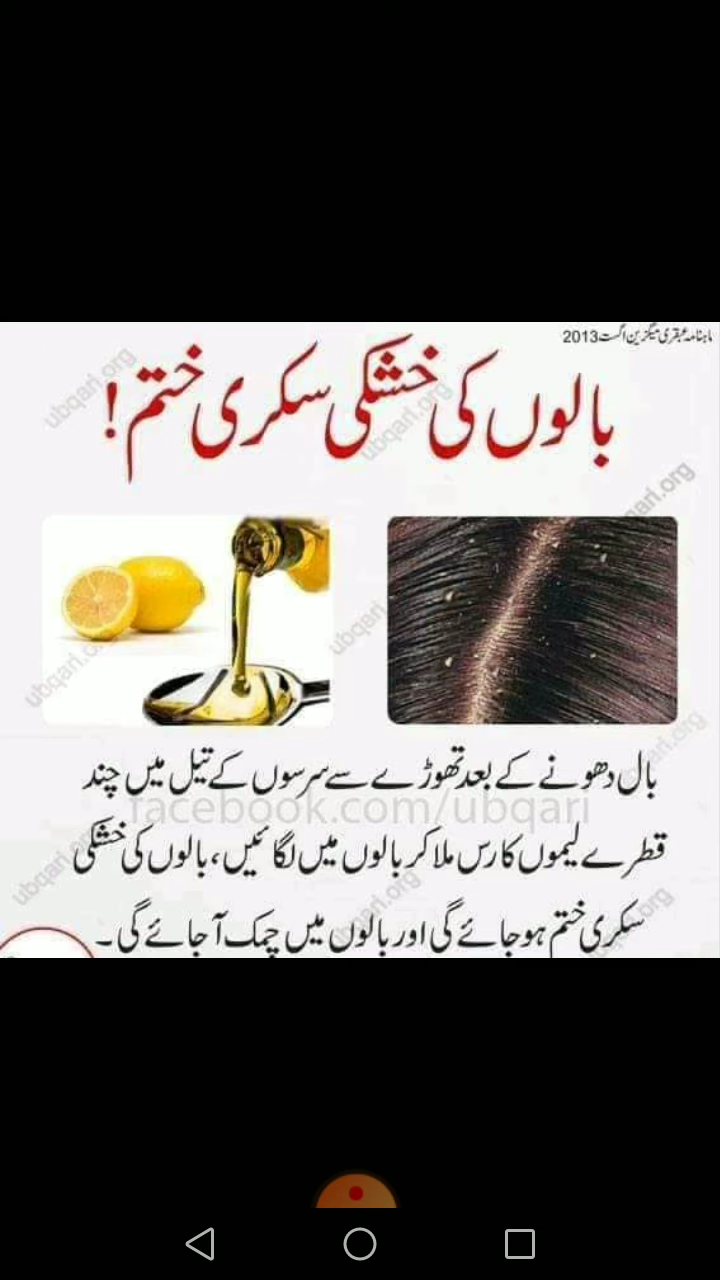 ماہنامہ عبقری میگزین اگست 2013
بالوں کی خشکی سکری ختم!
بال دھونے کے بعد تھوڑے سے سرسوں کے تیل میں چند
قطرے لیموں کا رس ملا کر بالوں میں لگائیں، بالوں کی خشکی
سکری ختم ہو جائے گی اور بالوں میں چمک آ جائے گی۔
facebook.com/ubqari
ubqari.org